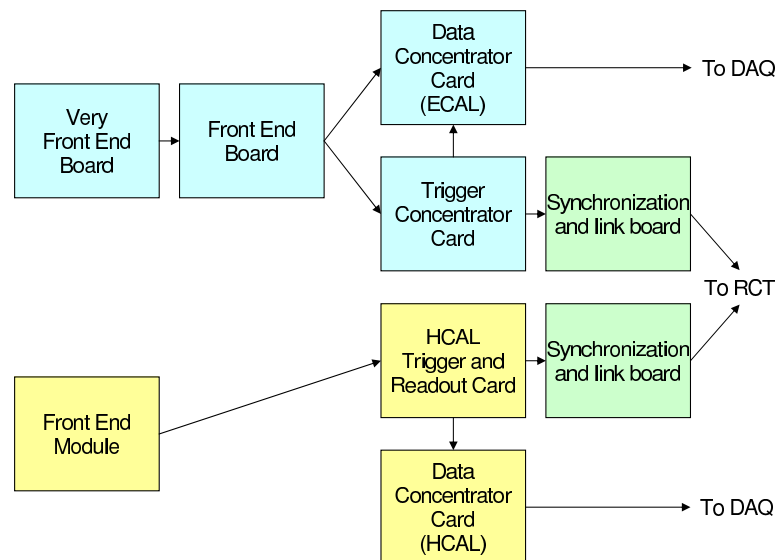 Data
Concentrator
Card
(ECAL)
To DAQ
Very
Front End
Board
Front End
Board
Trigger
Concentrator
Card
Synchronization
and link board
To RCT
HCAL
Trigger and
Readout Card
Synchronization
and link board
Front End
Module
Data
Concentrator
Card
(HCAL)
To DAQ